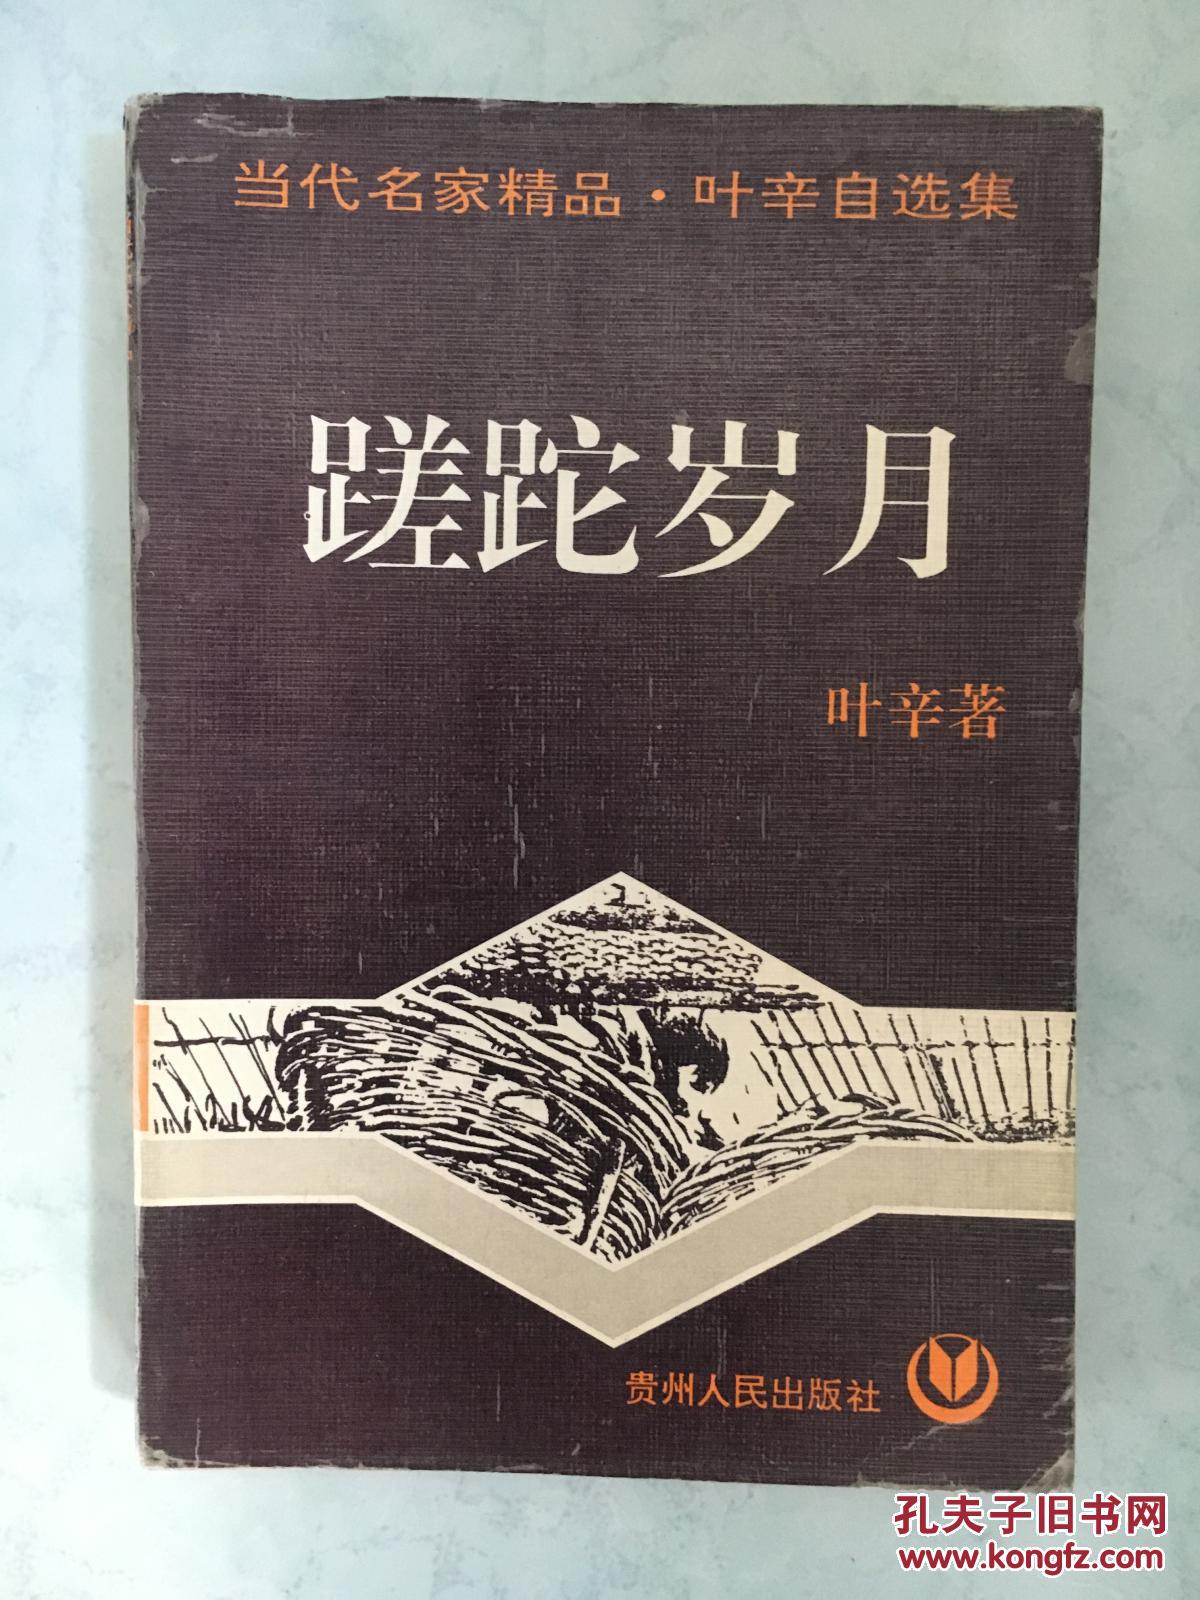 当代名家精品·叶辛自选集
蹉跎岁月
叶辛著
贵州人民出版社
孔夫子旧书网
www.kongfz.com